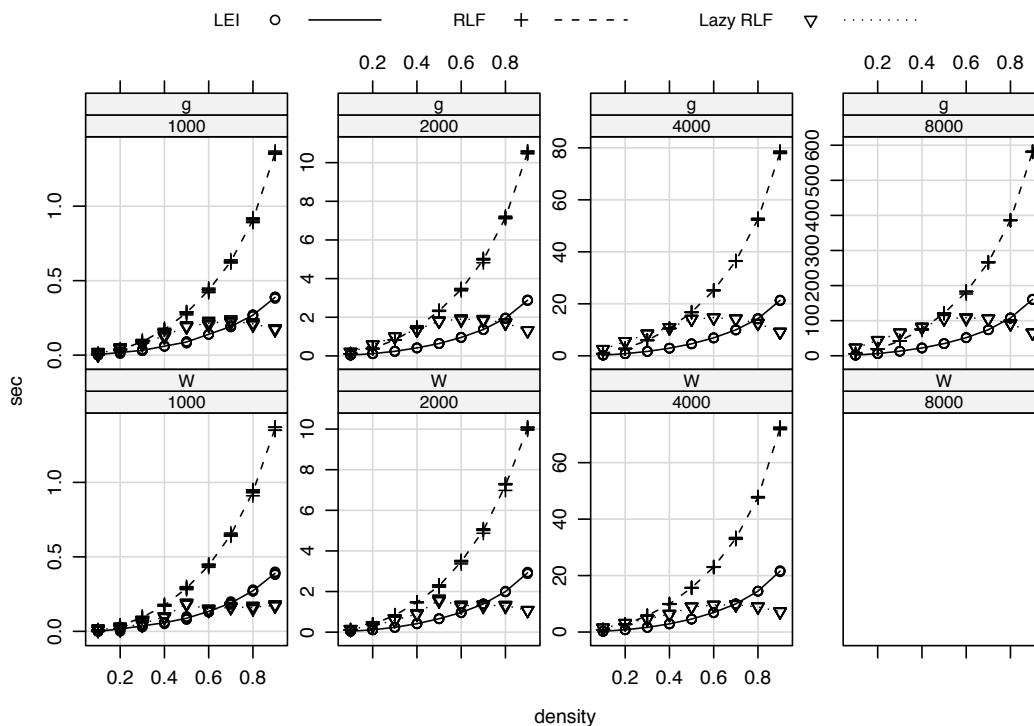 LEI RLF Lazy RLF
0.2 0.4 0.6 0.8 0.2 0.4 0.6 0.8
g g g g
1000 2000 4000 8000
0.0 0.5 1.0
0 2 4 6 8 10
0 20 40 60 80
0 100 200 300 400 500 600
W W W W
1000 2000 4000 8000
0.0 0.5 1.0
0 2 4 6 8 10
0 20 40 60
sec
0.2 0.4 0.6 0.8 0.2 0.4 0.6 0.8
density